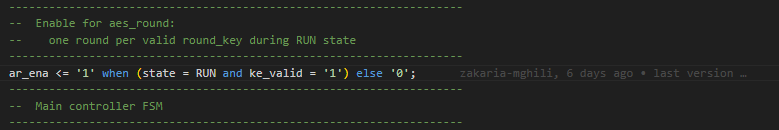 ---------------------------------------------------------------
--  Enable for aes_round:
--    one round per valid round_key during RUN state
---------------------------------------------------------------
ar_ena <= '1' when (state = RUN and ke_valid = '1') else '0';      zakaria-mghili, 6 days ago • last version …
---------------------------------------------------------------
--  Main controller FSM
---------------------------------------------------------------